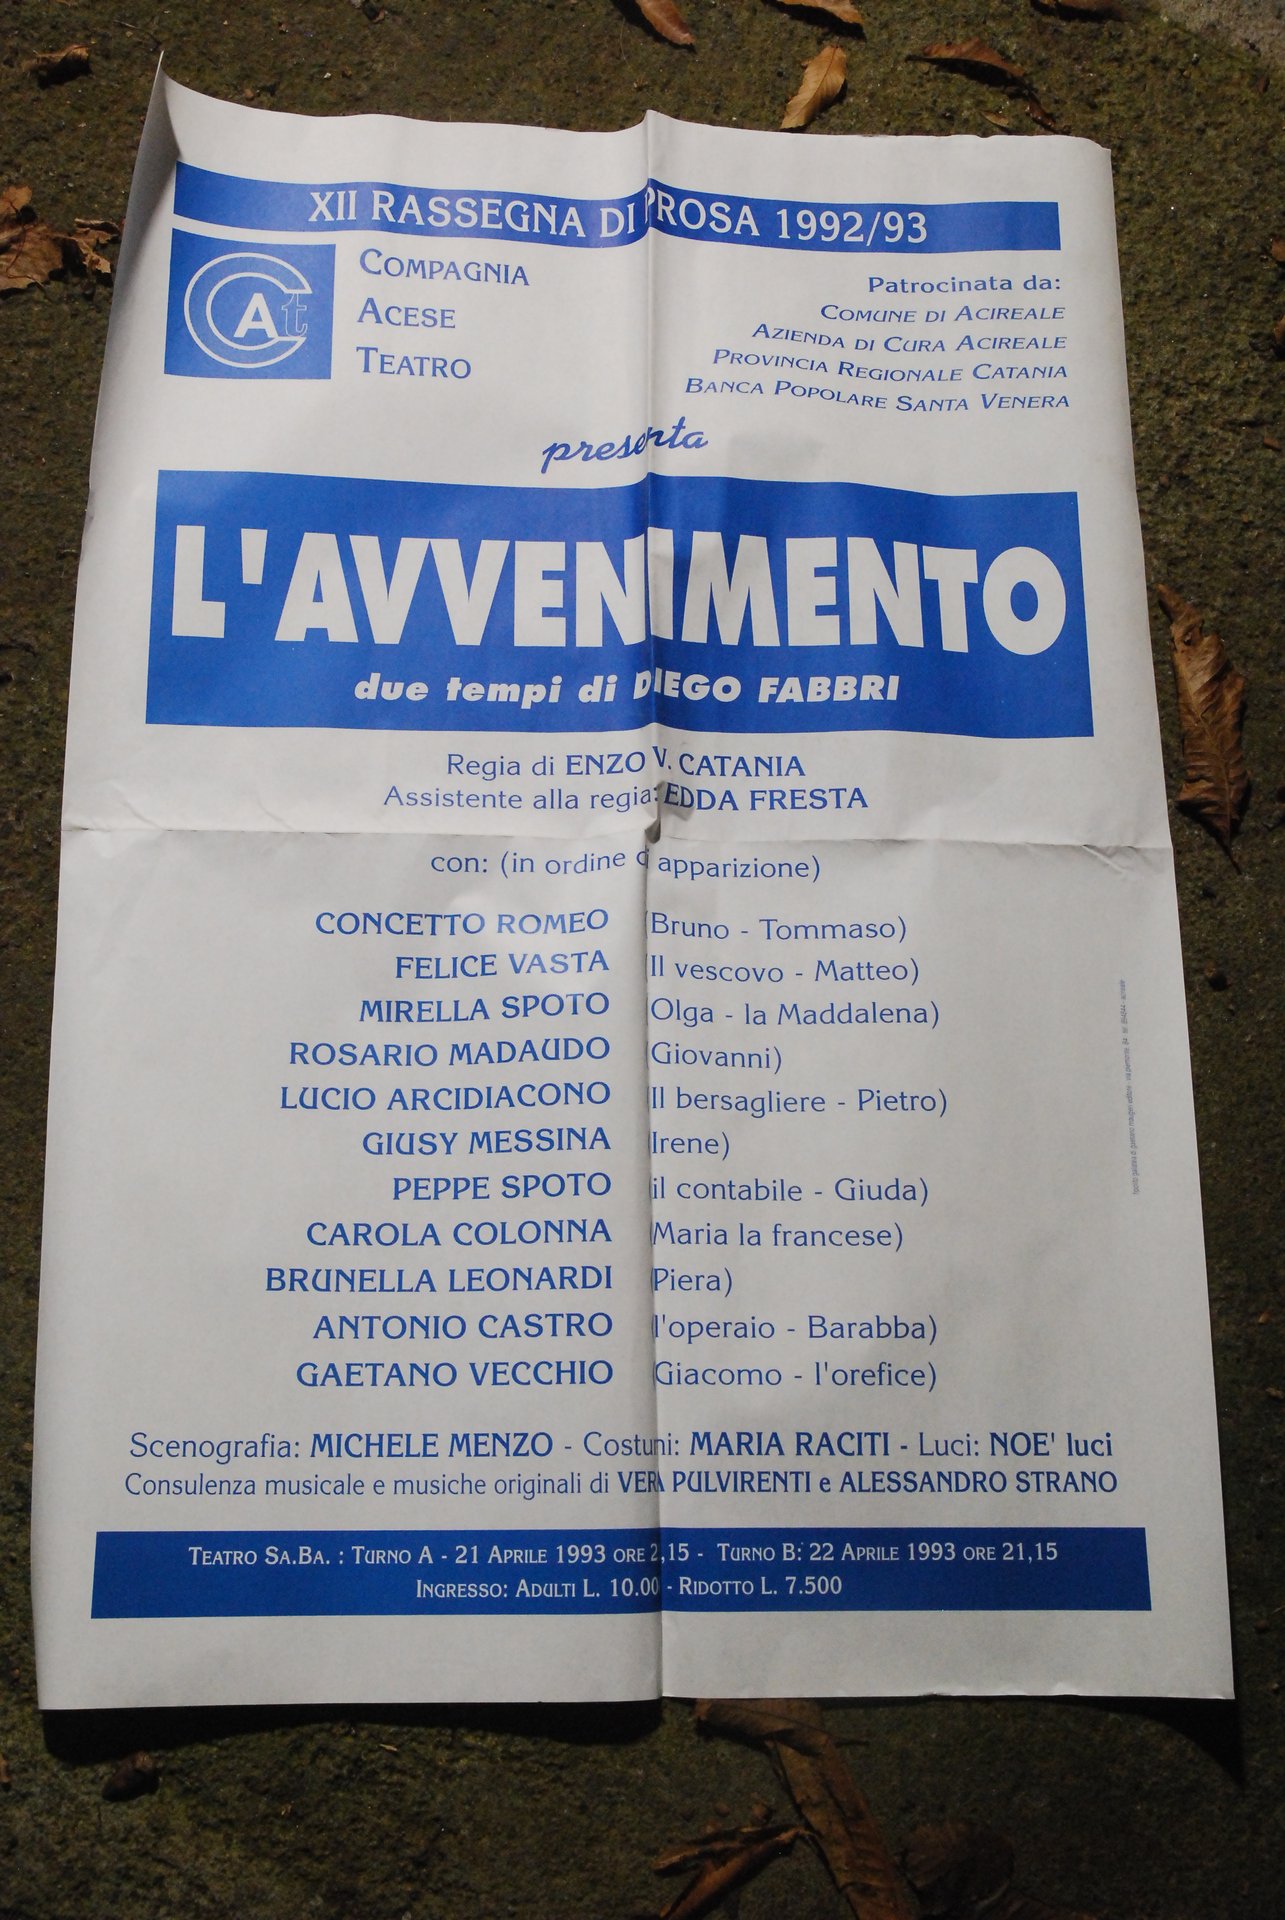 XII RASSEGNA DI PROSA 1992/93
CAt
COMPAGNIA
ACESE
TEATRO
Patrocinata da:
COMUNE DI ACIREALE
AZIENDA DI CURA ACIREALE
PROVINCIA REGIONALE CATANIA
BANCA POPOLARE SANTA VENERA
presenta
L'AVVENIMENTO
due tempi di DIEGO FABBRI
Regia di ENZO V. CATANIA
Assistente alla regia: EDDA FRESTA
con: (in ordine di apparizione)
CONCETTO ROMEO (Bruno - Tommaso)
FELICE VASTA (Il vescovo - Matteo)
MIRELLA SPOTO (Olga - la Maddalena)
ROSARIO MADAUDO (Giovanni)
LUCIO ARCIDIACONO (Il bersagliere - Pietro)
GIUSY MESSINA (Irene)
PEPPE SPOTO (il contabile - Giuda)
CAROLA COLONNA (Maria la francese)
BRUNELLA LEONARDI (Piera)
ANTONIO CASTRO (l'operaio - Barabba)
GAETANO VECCHIO (Giacomo - l'orefice)
Scenografia: MICHELE MENZO - Costumi: MARIA RACITI - Luci: NOE' luci
Consulenza musicale e musiche originali di VERA PULVIRENTI e ALESSANDRO STRANO
TEATRO SA.BA. : TURNO A - 21 APRILE 1993 ORE 21,15 - TURNO B: 22 APRILE 1993 ORE 21,15
INGRESSO: ADULTI L. 10.000 - RIDOTTO L. 7.500